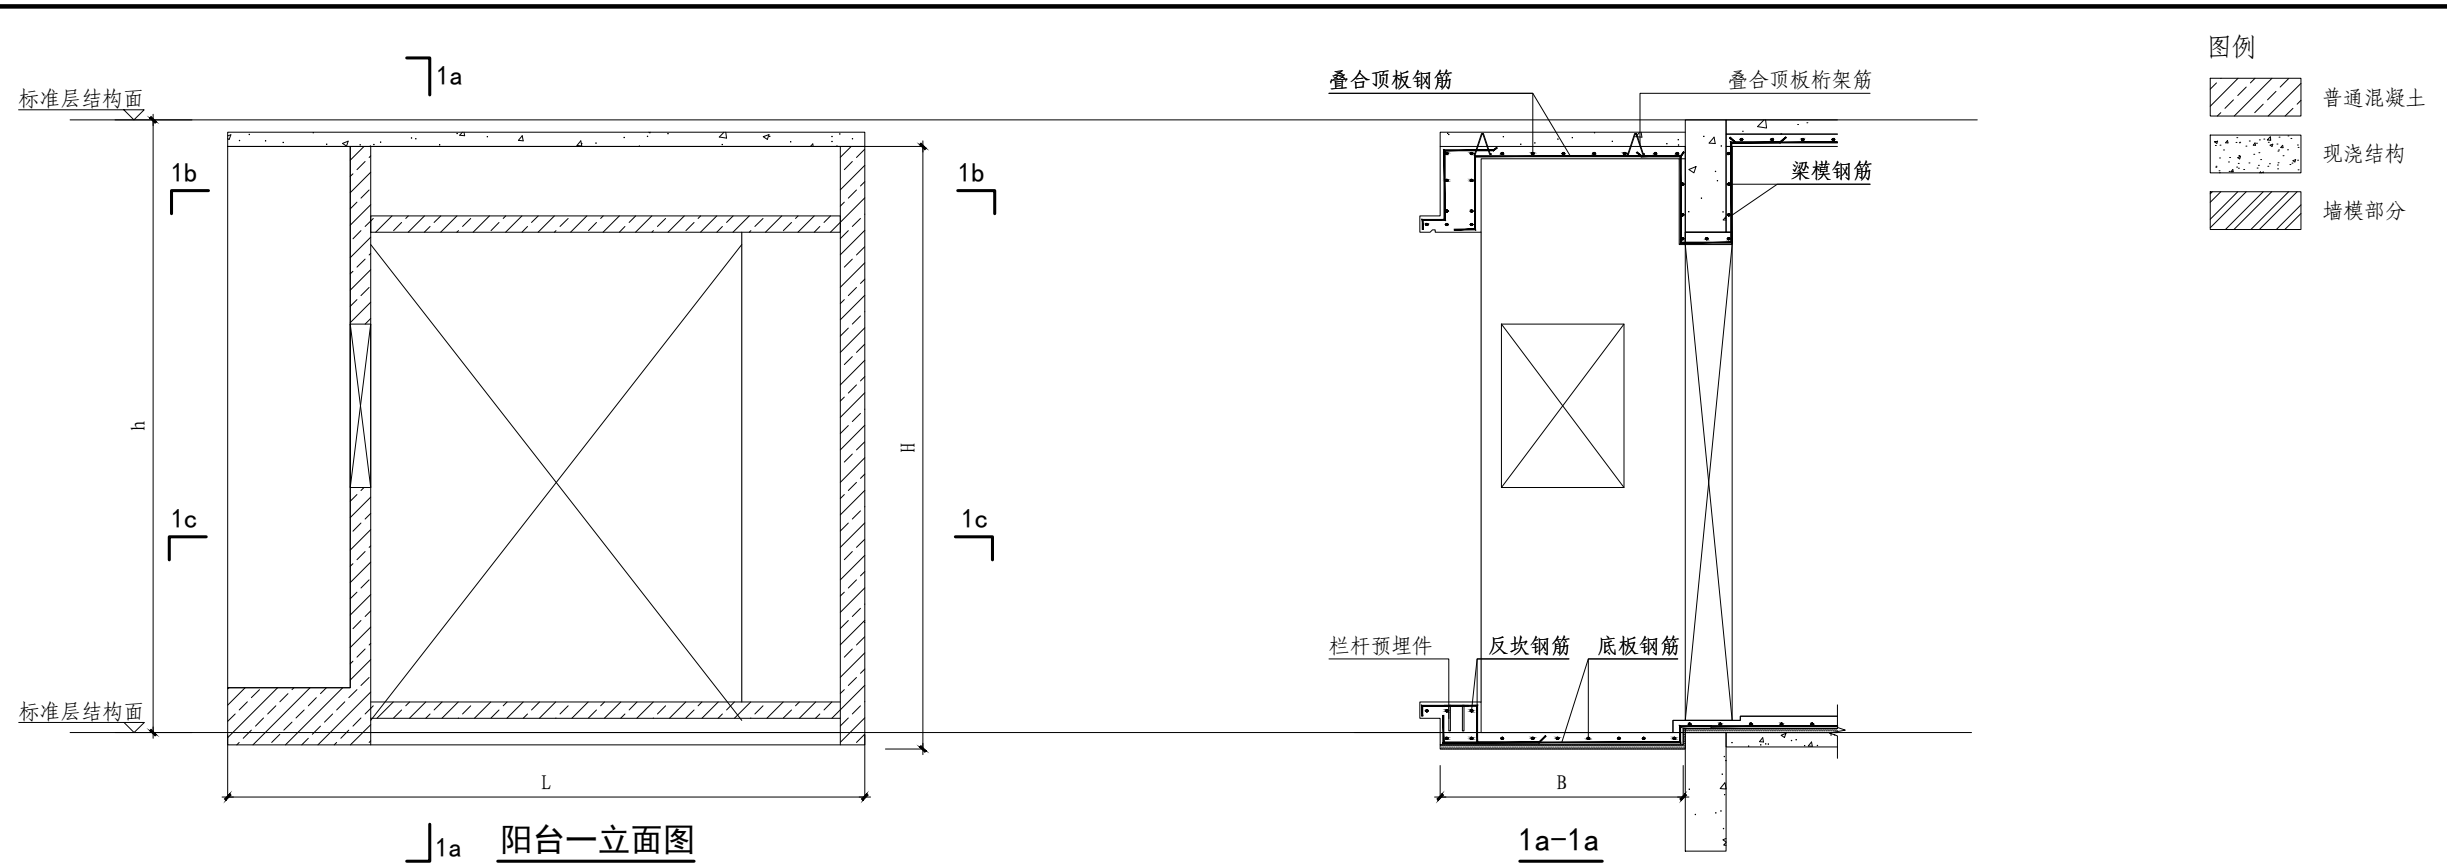 1a
标准层结构面
1b
1b
h
H
1c
1c
标准层结构面
L
1a
阳台一立面图
叠合顶板钢筋
叠合顶板桁架筋
梁模钢筋
栏杆预埋件
反坎钢筋
底板钢筋
B
1a-1a
图例
普通混凝土
现浇结构
墙模部分